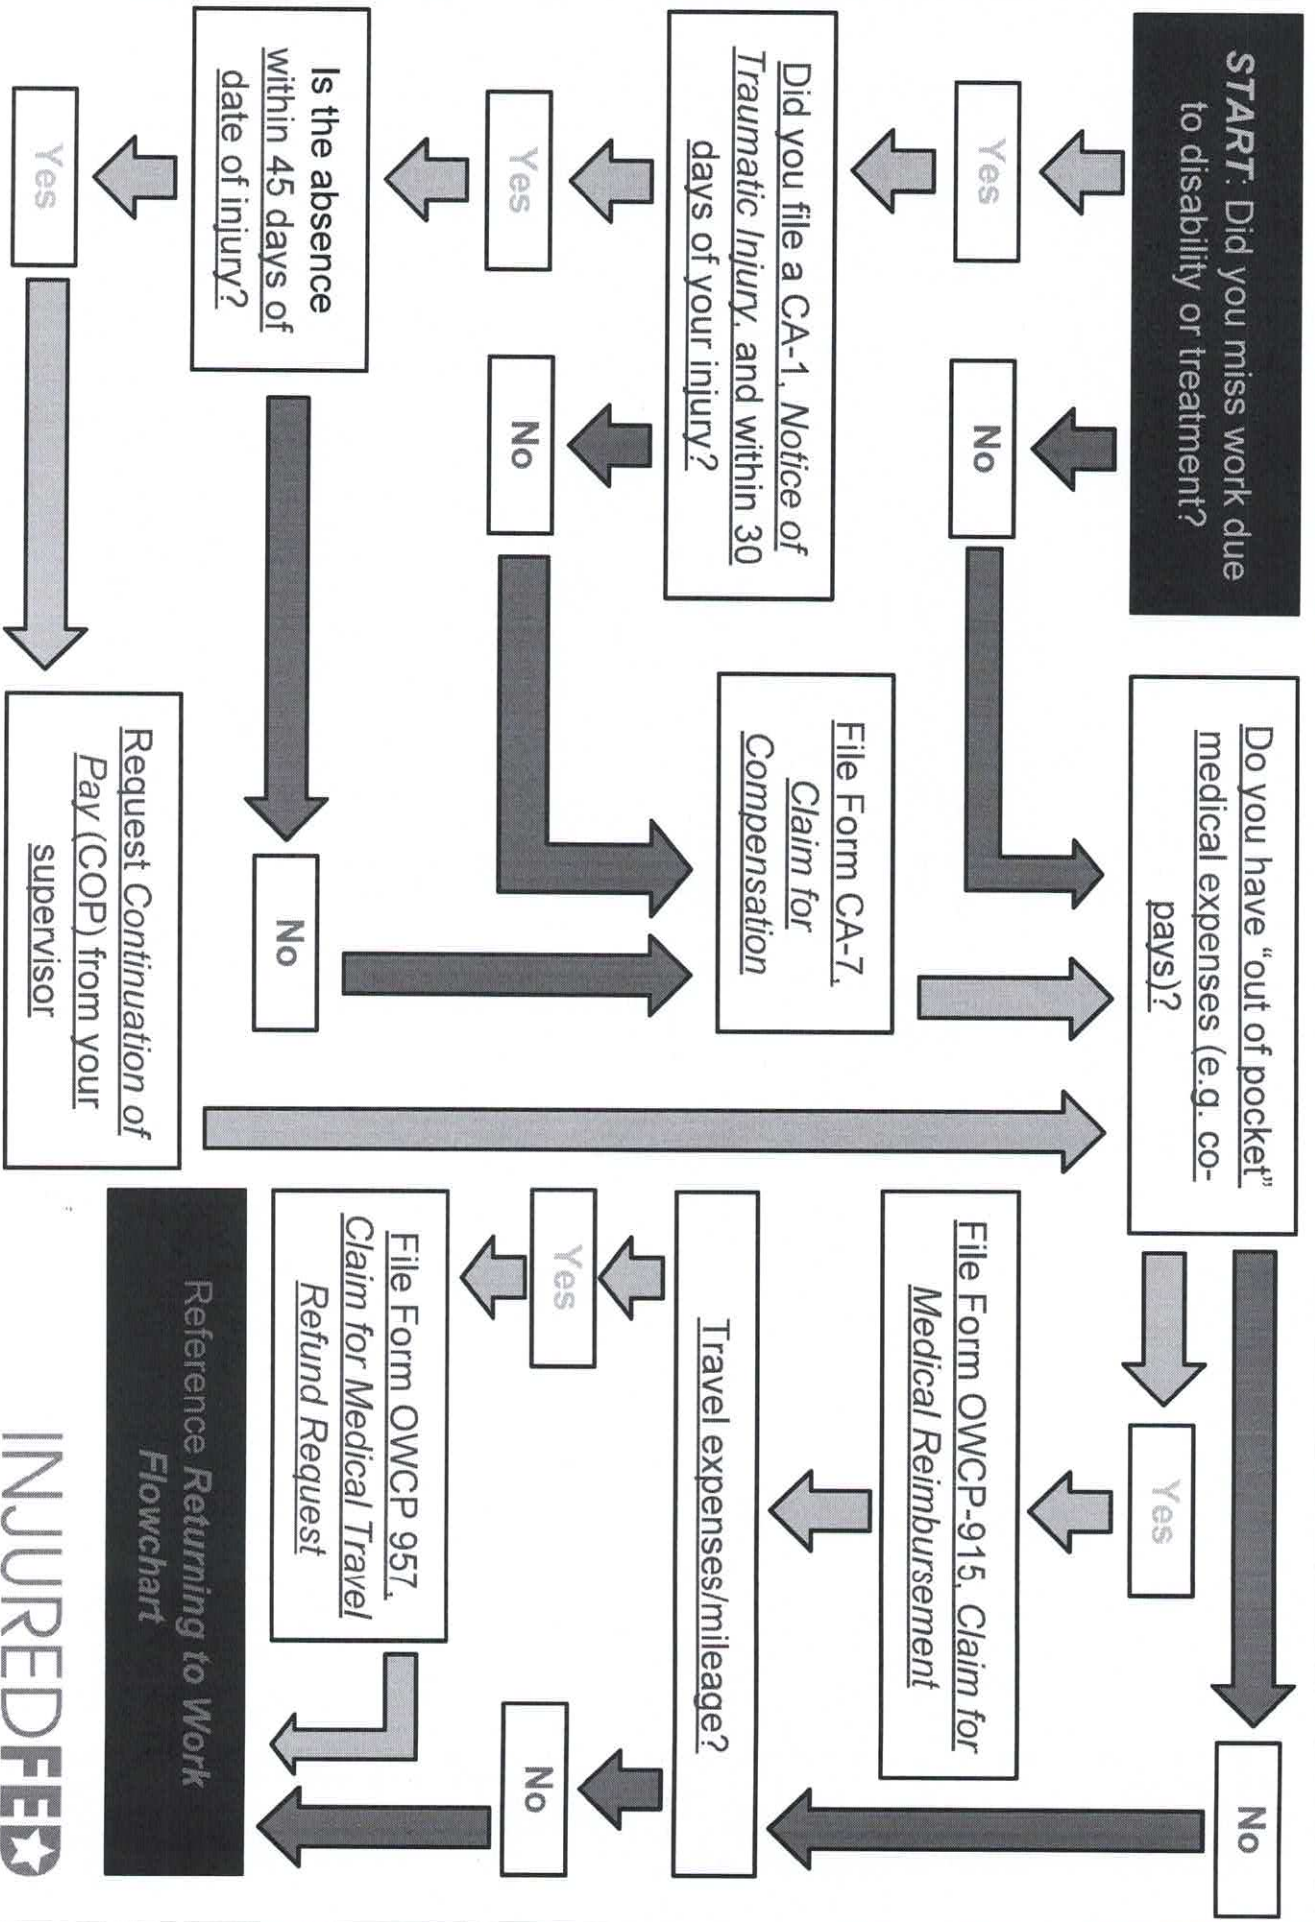 START: Did you miss work due
to disability or treatment?
Yes
No
Did you file a CA-1, Notice of
Traumatic Injury, and within 30
days of your injury?
Yes
No
Is the absence
within 45 days of
date of injury?
Yes
No
File Form CA-7,
Claim for
Compensation
Request Continuation of
Pay (COP) from your
supervisor
Do you have “out of pocket”
medical expenses (e.g. co-
pays)?
Yes
No
File Form OWCP-915, Claim for
Medical Reimbursement
Travel expenses/mileage?
Yes
No
File Form OWCP 957,
Claim for Medical Travel
Refund Request
Reference Returning to Work
Flowchart
INJUREDFED